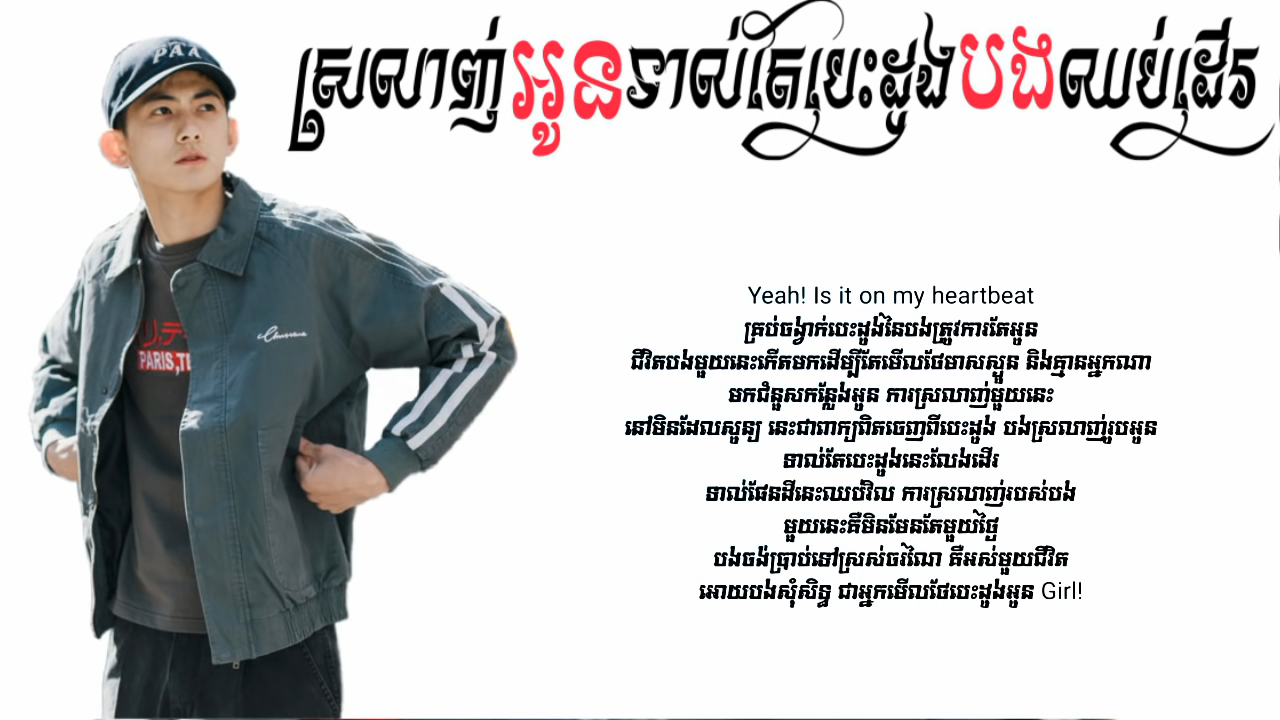 ស្រលាញ់អូនទាល់តែបេះដូងបងឈប់ដើរ
PAA
リ,テ
PARIS,TE
Yeah! Is it on my heartbeat
គ្រប់ចង្វាក់បេះដូងនៃបងត្រូវការតែអូន
ជីវិតបងមួយនេះកើតមកដើម្បីតែមើលថែមាសស្ងួន និងគ្មានអ្នកណា
មកជំនួសកន្លែងអូន ការស្រលាញ់មួយនេះ
នៅមិនដែលសូន្យ នេះជាពាក្យពិតចេញពីបេះដូង បងស្រលាញ់រូបអូន
ទាល់តែបេះដូងនេះលែងដើរ
ទាល់ផែនដីនេះឈប់វិល ការស្រលាញ់របស់បង
មួយនេះគឺមិនមែនតែមួយថ្ងៃ
បងចង់ប្រាប់ទៅស្រស់ចរណៃ គឺអស់មួយជីវិត
អោយបងសុំសិទ្ធ ជាអ្នកមើលថែបេះដូងអូន Girl!